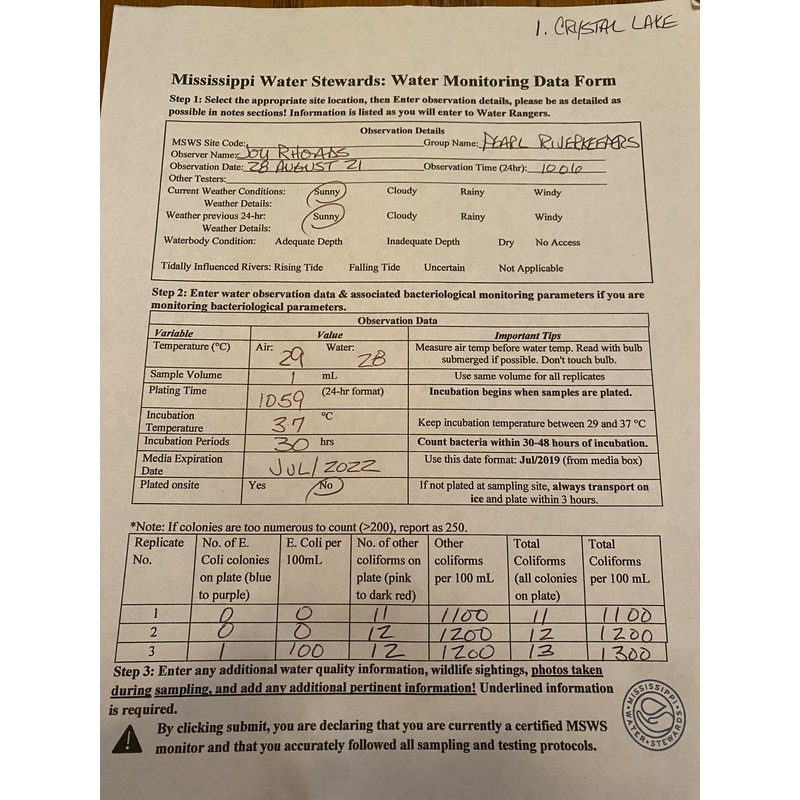 1. CRYSTAL LAKE
Mississippi Water Stewards: Water Monitoring Data Form
Step 1: Select the appropriate site location, then Enter observation details, please be as detailed as
possible in notes sections! Information is listed as you will enter to Water Rangers.
Observation Details
MSWS Site Code: Group Name: PEARL RIVERKEEPERS
Observer Name: JOY RHOADS
Observation Date: 28 AUGUST 21 Observation Time (24hr): 1006
Other Testers:
Current Weather Conditions: Sunny Cloudy Rainy Windy
Weather Details:
Weather previous 24-hr: Sunny Cloudy Rainy Windy
Weather Details:
Waterbody Condition: Adequate Depth Inadequate Depth Dry No Access
Tidally Influenced Rivers: Rising Tide Falling Tide Uncertain Not Applicable
Step 2: Enter water observation data & associated bacteriological monitoring parameters if you are
monitoring bacteriological parameters.
Observation Data
Variable Value Important Tips
Temperature (°C) Air: 29 Water: 28 Measure air temp before water temp. Read with bulb
submerged if possible. Don't touch bulb.
Sample Volume 1 mL Use same volume for all replicates
Plating Time 1059 (24-hr format) Incubation begins when samples are plated.
Incubation
Temperature 37 °C Keep incubation temperature between 29 and 37 °C
Incubation Periods 30 hrs Count bacteria within 30-48 hours of incubation.
Media Expiration
Date JUL/2022 Use this date format: Jul/2019 (from media box)
Plated onsite Yes No If not plated at sampling site, always transport on
ice and plate within 3 hours.
*Note: If colonies are too numerous to count (>200), report as 250.
Replicate No. of E. E. Coli per No. of other Other Total Total
No. Coli colonies 100mL coliforms on coliforms Coliforms Coliforms
on plate (blue plate (pink per 100 mL (all colonies per 100 mL
to purple) to dark red) on plate)
1 0 0 11 1100 11 1100
2 0 0 12 1200 12 1200
3 1 100 12 1200 13 1300
Step 3: Enter any additional water quality information, wildlife sightings, photos taken
during sampling, and add any additional pertinent information! Underlined information
is required.
By clicking submit, you are declaring that you are currently a certified MSWS
monitor and that you accurately followed all sampling and testing protocols.
MISSISSIPPI
WATER STEWARDS